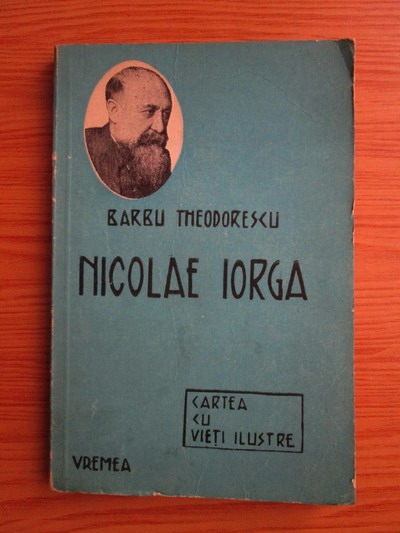 BARBU THEODORESCU
NICOLAE IORGA
CARTEA
CU
VIEȚI ILUSTRE
VREMEA